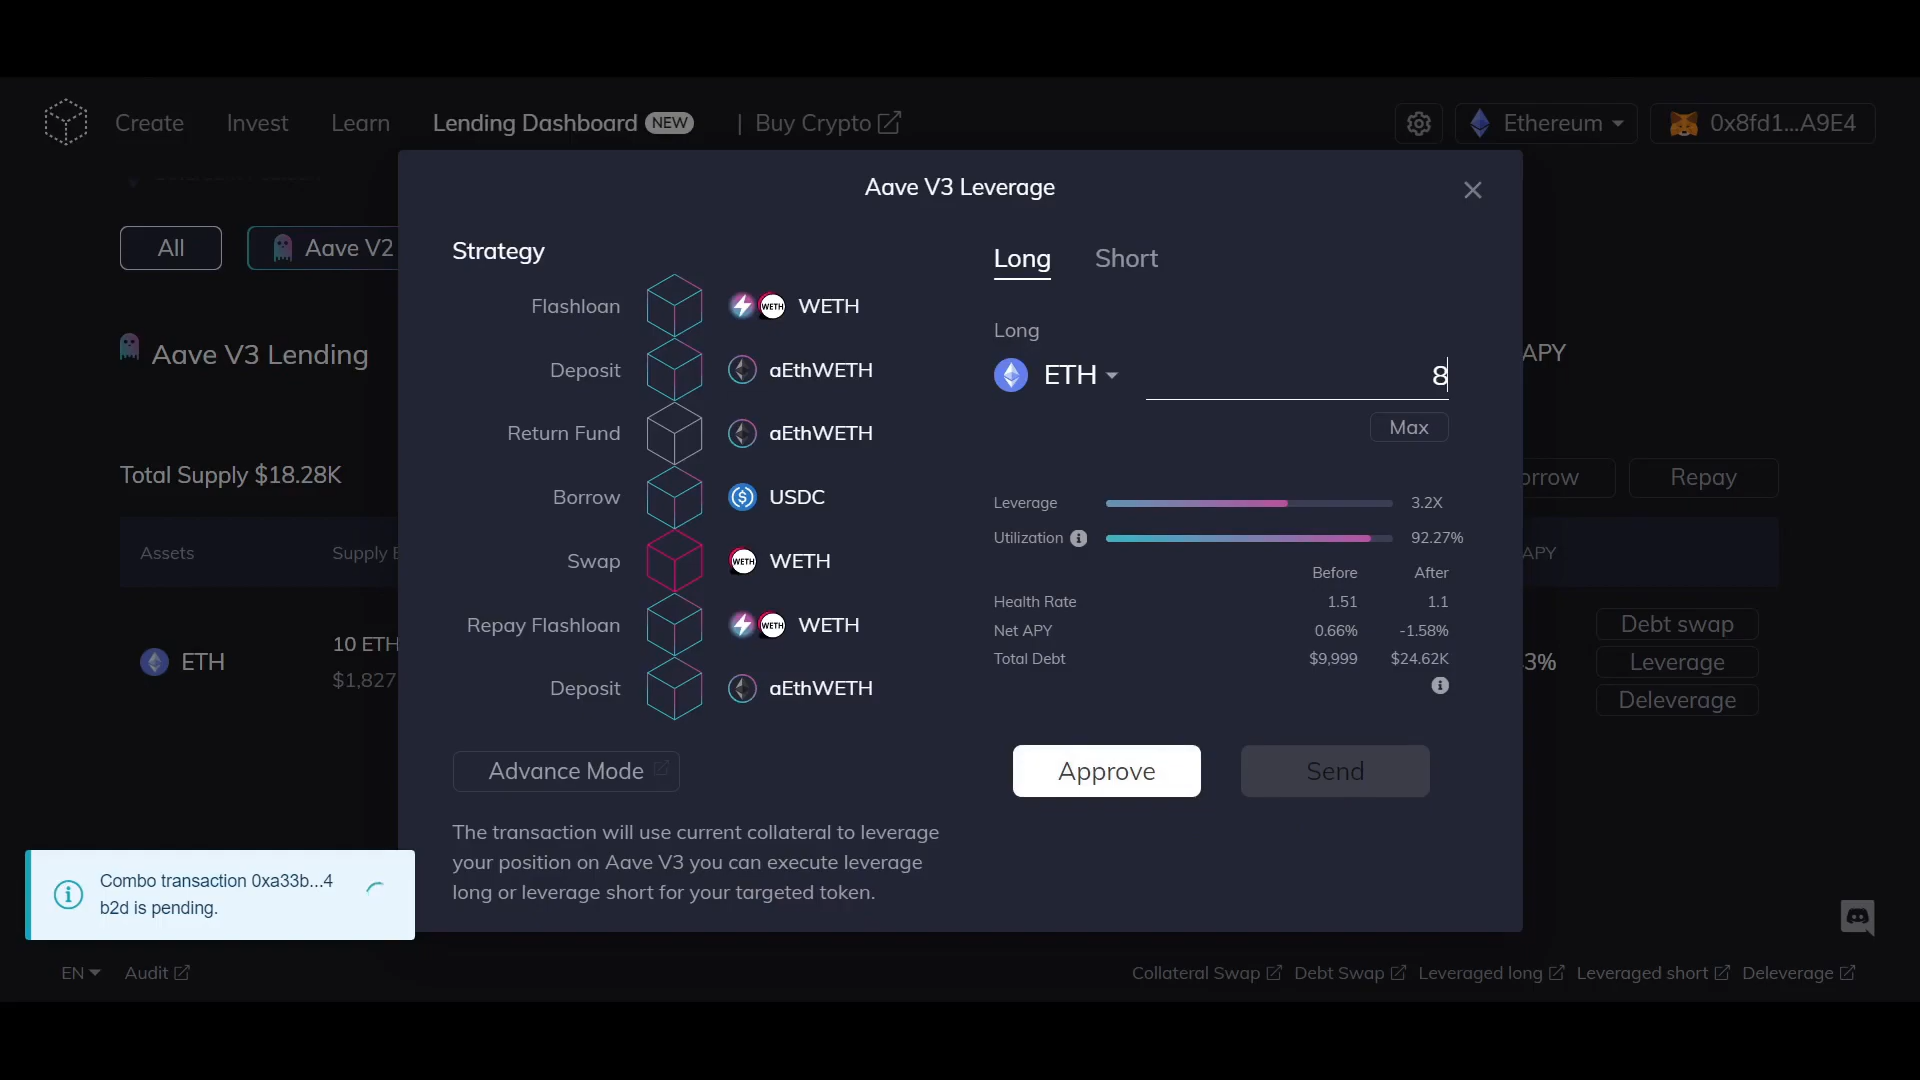 Create
Invest
Learn
Lending Dashboard NEW
| Buy Crypto
Ethereum
0x8fd1...A9E4
Aave V3 Leverage
All
Aave V2
Aave V3 Lending
Total Supply $18.28K
Assets
Supply B
ETH
10 ETH
$1,827
Strategy
Flashloan WETH WETH
Deposit aEthWETH
Return Fund aEthWETH
Borrow USDC
Swap WETH WETH
Repay Flashloan WETH WETH
Deposit aEthWETH
Advance Mode
The transaction will use current collateral to leverage
your position on Aave V3 you can execute leverage
long or leverage short for your targeted token.
Long Short
Long
ETH 8
Max
Leverage 3.2X
Utilization 92.27%
Before After
Health Rate 1.51 1.1
Net APY 0.66% -1.58%
Total Debt $9,999 $24.62K
Approve Send
APY
orrow
Repay
APY
3%
Debt swap
Leverage
Deleverage
Combo transaction 0xa33b...4
b2d is pending.
EN
Audit
Collateral Swap
Debt Swap
Leveraged long
Leveraged short
Deleverage